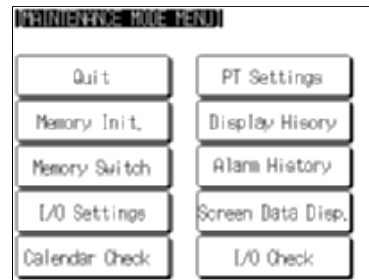 [MAINTENANCE MODE MENU]
Quit
PT Settings
Memory Init.
Display Hisory
Memory Switch
Alarm History
I/O Settings
Screen Data Disp.
Calendar Check
I/O Check